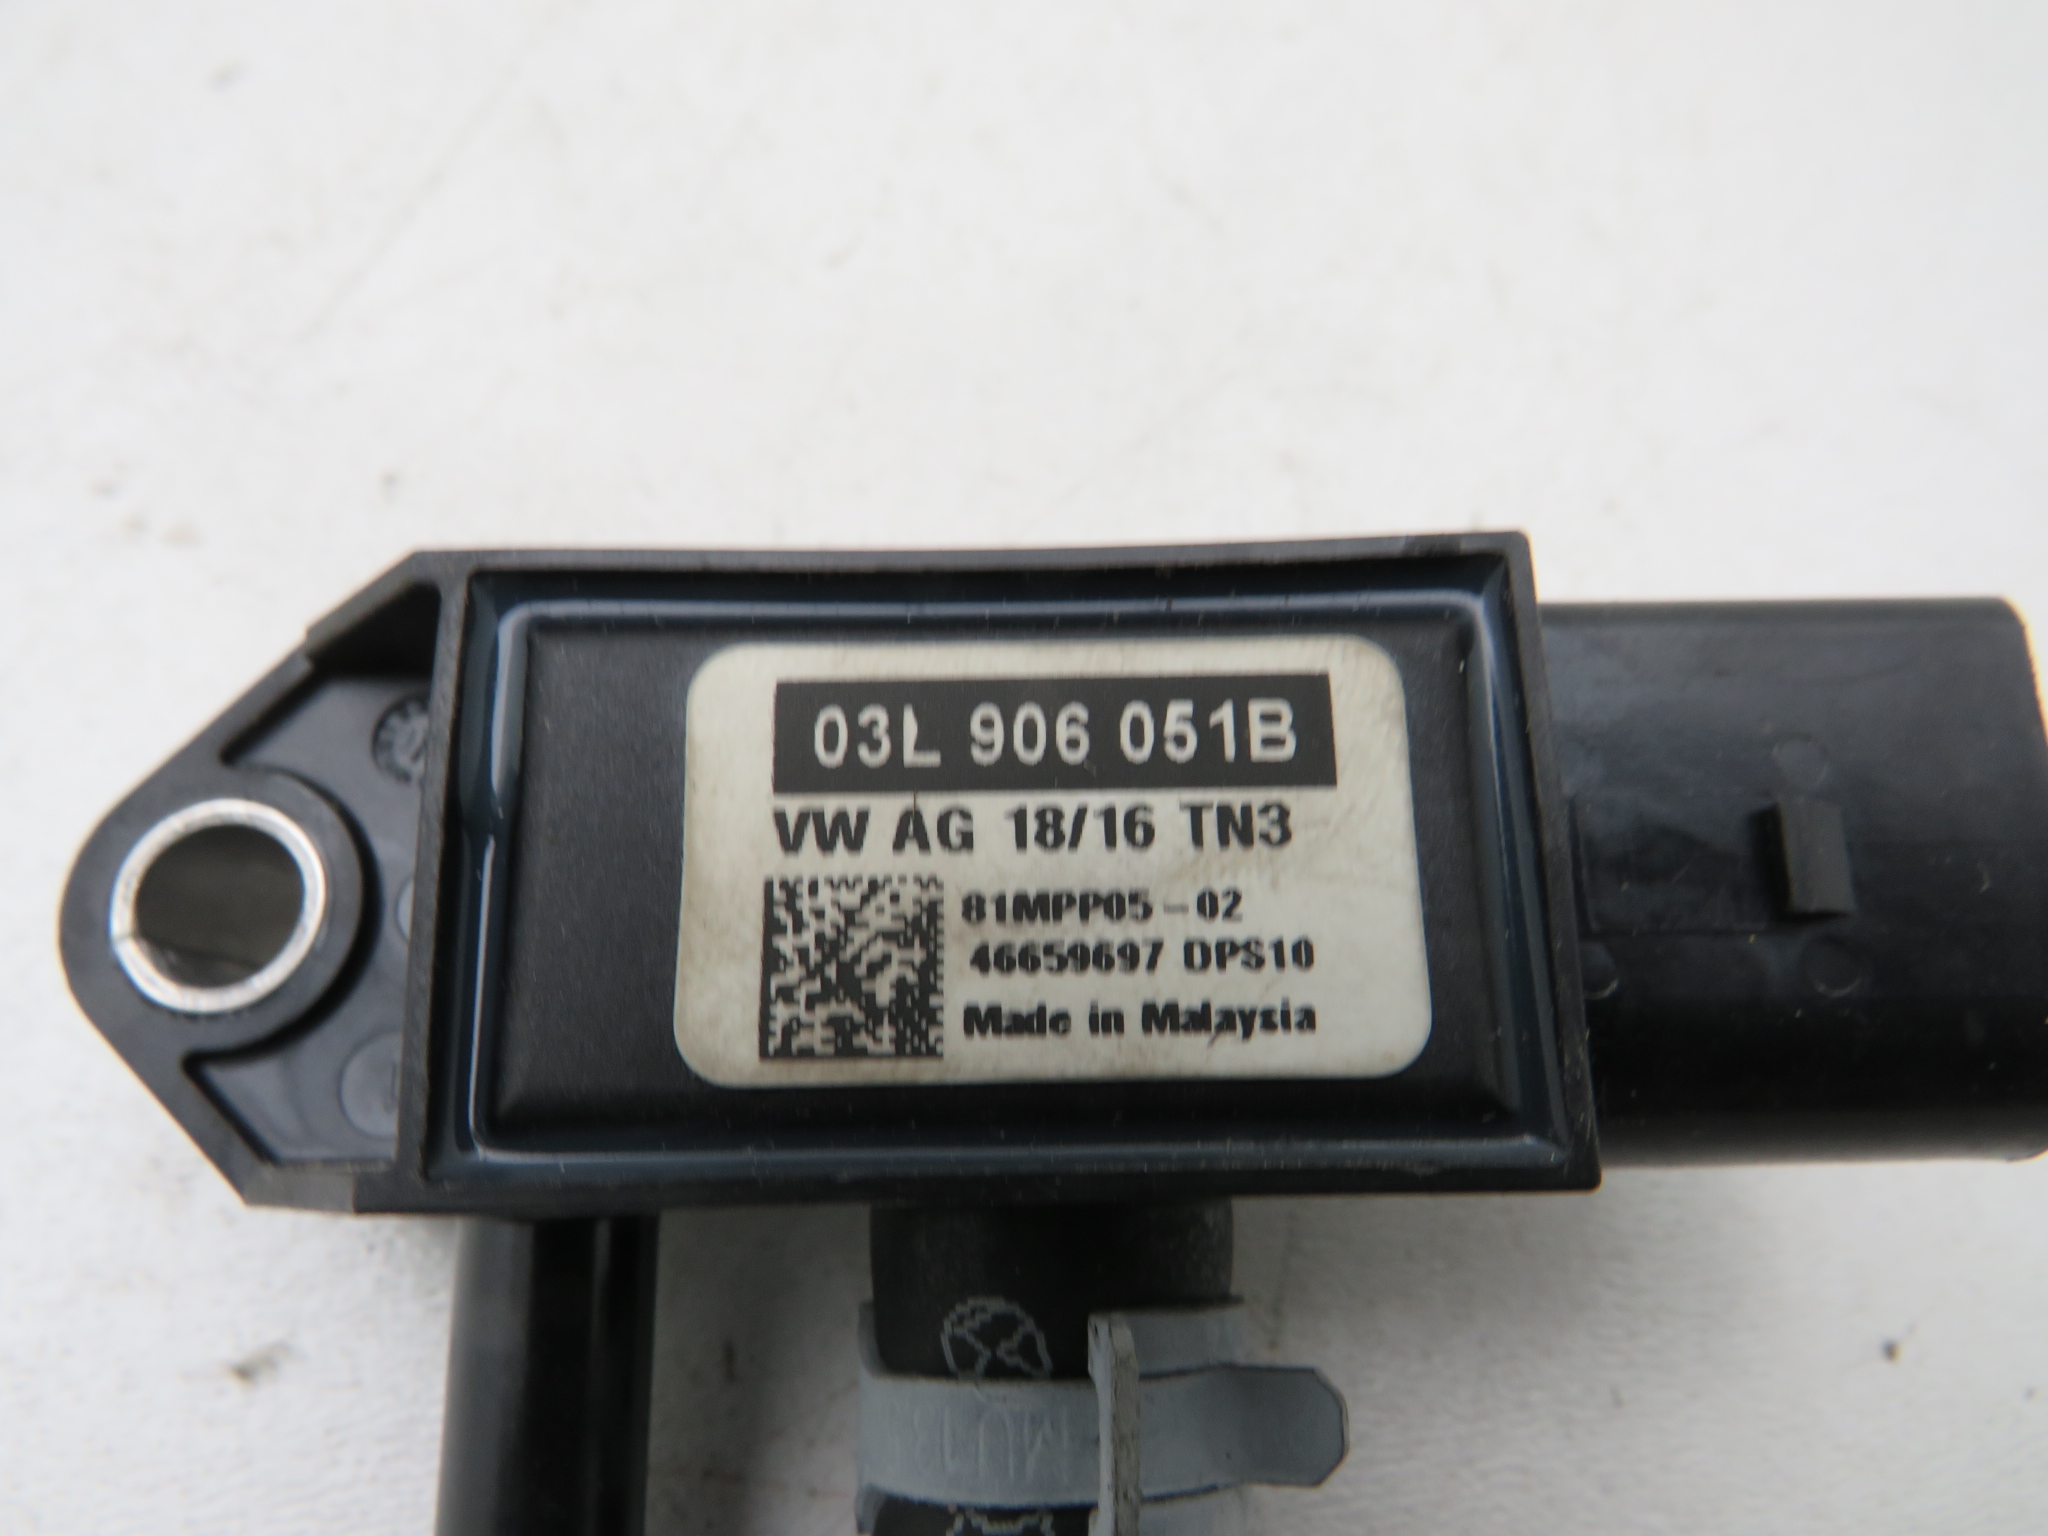 03L 906 051B
VW AG 18/16 TN3
81MPP05-02
46659697 DPS10
Made in Malaysia